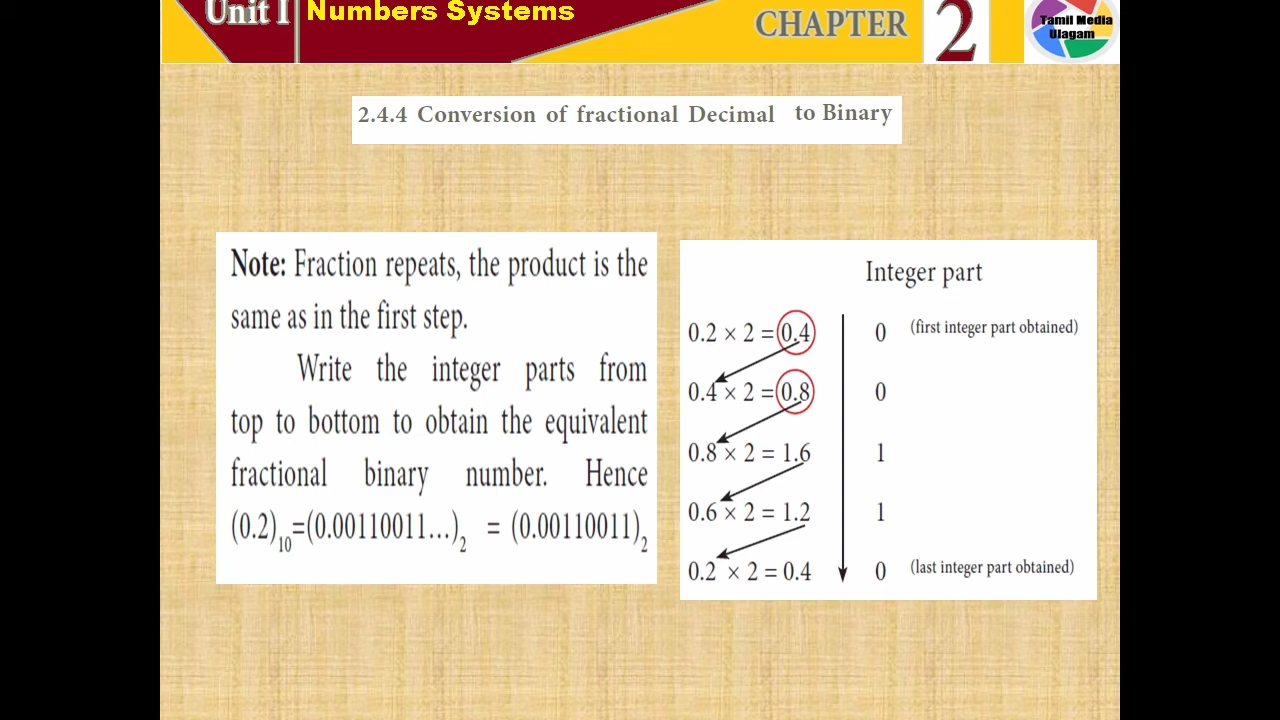 Unit I
Numbers Systems
CHAPTER
2
Tamil Media
Ulagam
2.4.4 Conversion of fractional Decimal to Binary
Note: Fraction repeats, the product is the
same as in the first step.
Write the integer parts from
top to bottom to obtain the equivalent
fractional binary number. Hence
(0.2)₁₀=(0.00110011…)₂ = (0.00110011)₂
Integer part
0.2 × 2 = 0.4 0 (first integer part obtained)
0.4 × 2 = 0.8 0
0.8 × 2 = 1.6 1
0.6 × 2 = 1.2 1
0.2 × 2 = 0.4 0 (last integer part obtained)